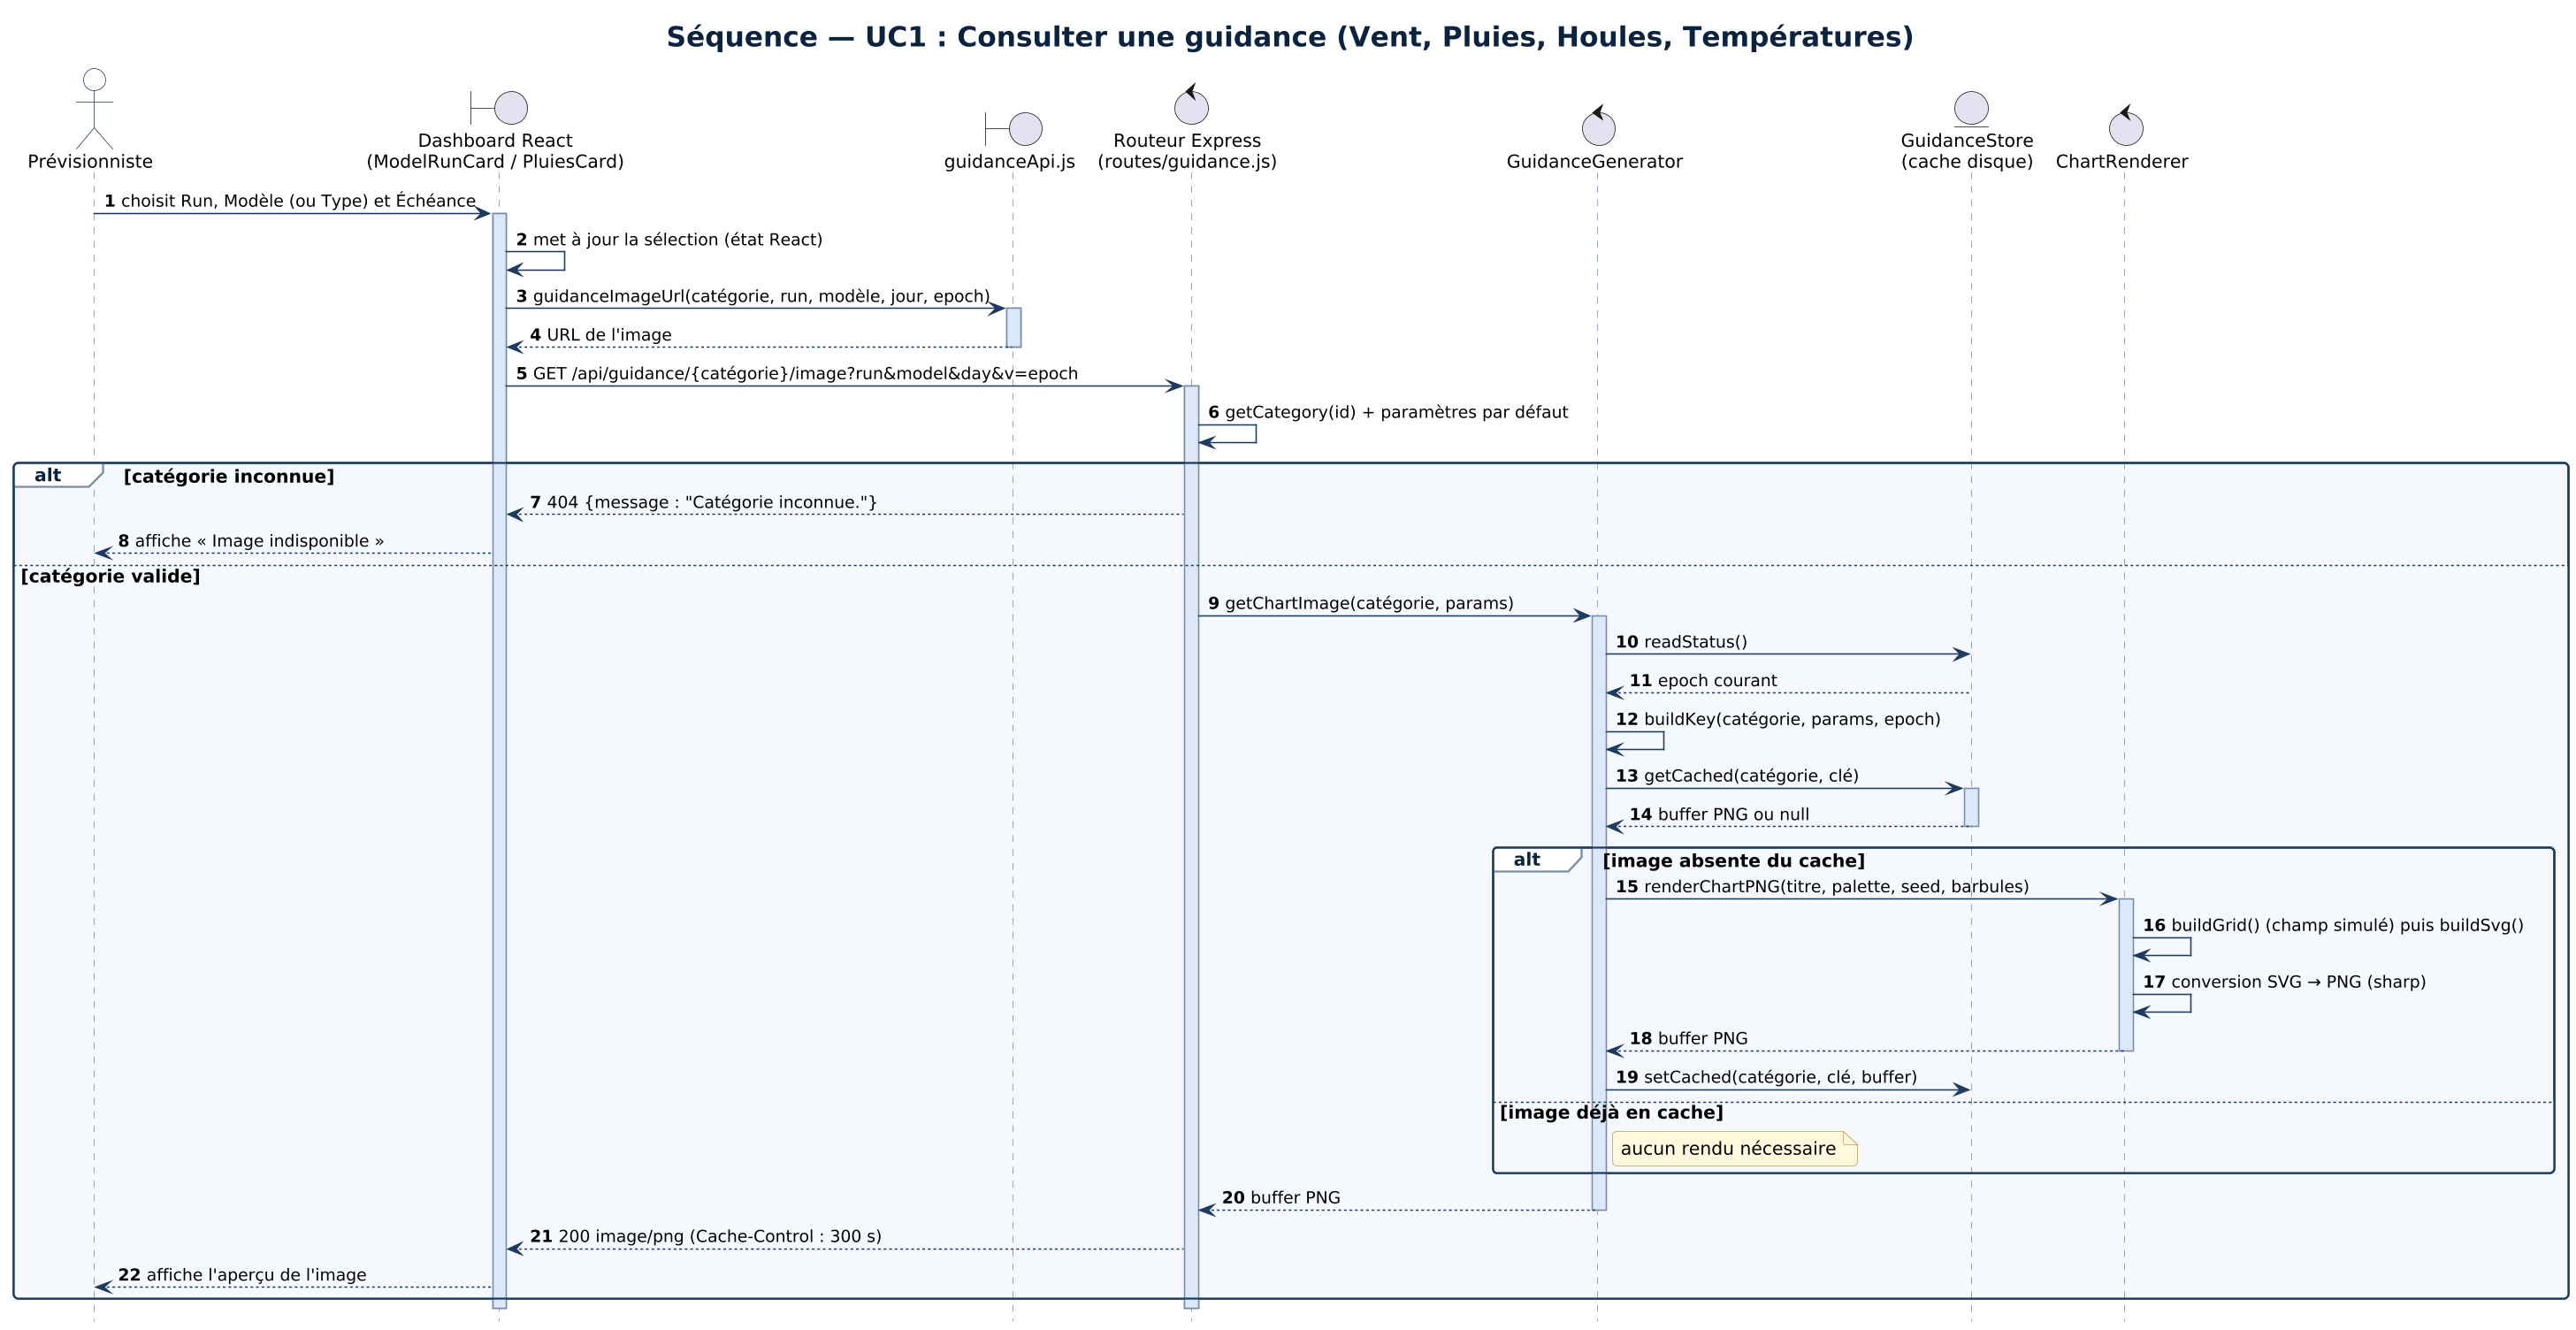 Séquence — UC1 : Consulter une guidance (Vent, Pluies, Houles, Températures)
Prévisionniste
Dashboard React
(ModelRunCard / PluiesCard)
guidanceApi.js
Routeur Express
(routes/guidance.js)
GuidanceGenerator
GuidanceStore
(cache disque)
ChartRenderer
1 choisit Run, Modèle (ou Type) et Échéance
2 met à jour la sélection (état React)
3 guidanceImageUrl(catégorie, run, modèle, jour, epoch)
4 URL de l'image
5 GET /api/guidance/{catégorie}/image?run&model&day&v=epoch
6 getCategory(id) + paramètres par défaut
alt [catégorie inconnue]
7 404 {message : "Catégorie inconnue."}
8 affiche « Image indisponible »
[catégorie valide]
9 getChartImage(catégorie, params)
10 readStatus()
11 epoch courant
12 buildKey(catégorie, params, epoch)
13 getCached(catégorie, clé)
14 buffer PNG ou null
alt [image absente du cache]
15 renderChartPNG(titre, palette, seed, barbules)
16 buildGrid() (champ simulé) puis buildSvg()
17 conversion SVG → PNG (sharp)
18 buffer PNG
19 setCached(catégorie, clé, buffer)
[image déjà en cache]
aucun rendu nécessaire
20 buffer PNG
21 200 image/png (Cache-Control : 300 s)
22 affiche l'aperçu de l'image